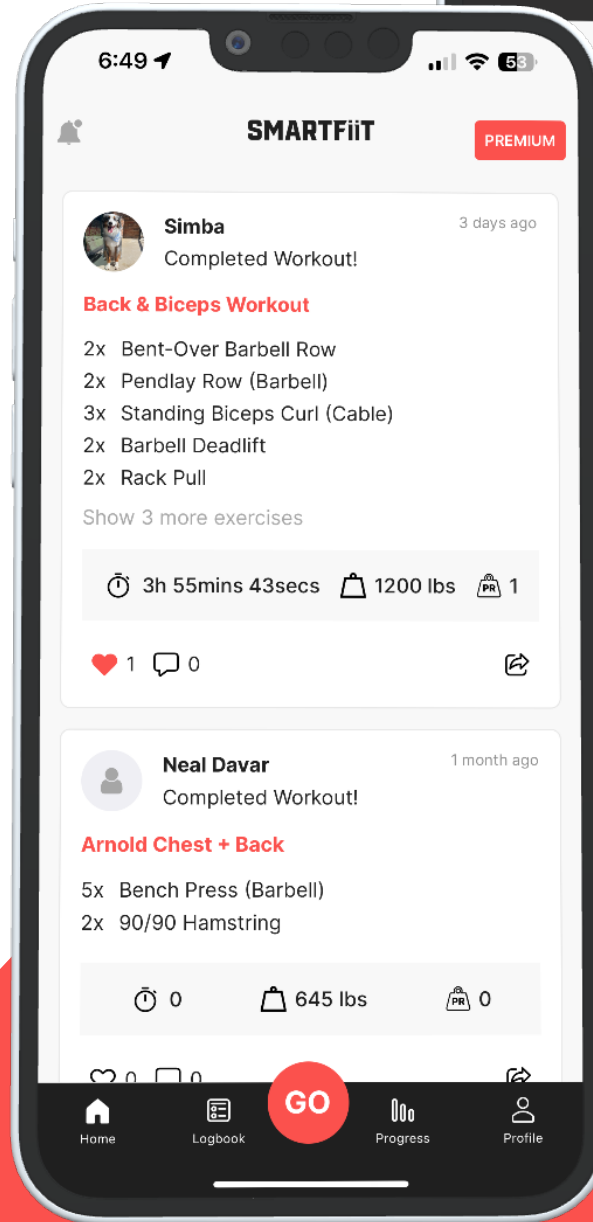 6:49
53
SMARTFiiT
PREMIUM
Simba
3 days ago
Completed Workout!
Back & Biceps Workout
2x Bent-Over Barbell Row
2x Pendlay Row (Barbell)
3x Standing Biceps Curl (Cable)
2x Barbell Deadlift
2x Rack Pull
Show 3 more exercises
3h 55mins 43secs 1200 lbs PR 1
1 0
Neal Davar
1 month ago
Completed Workout!
Arnold Chest + Back
5x Bench Press (Barbell)
2x 90/90 Hamstring
0 645 lbs PR 0
0 0
GO
Home Logbook Progress Profile